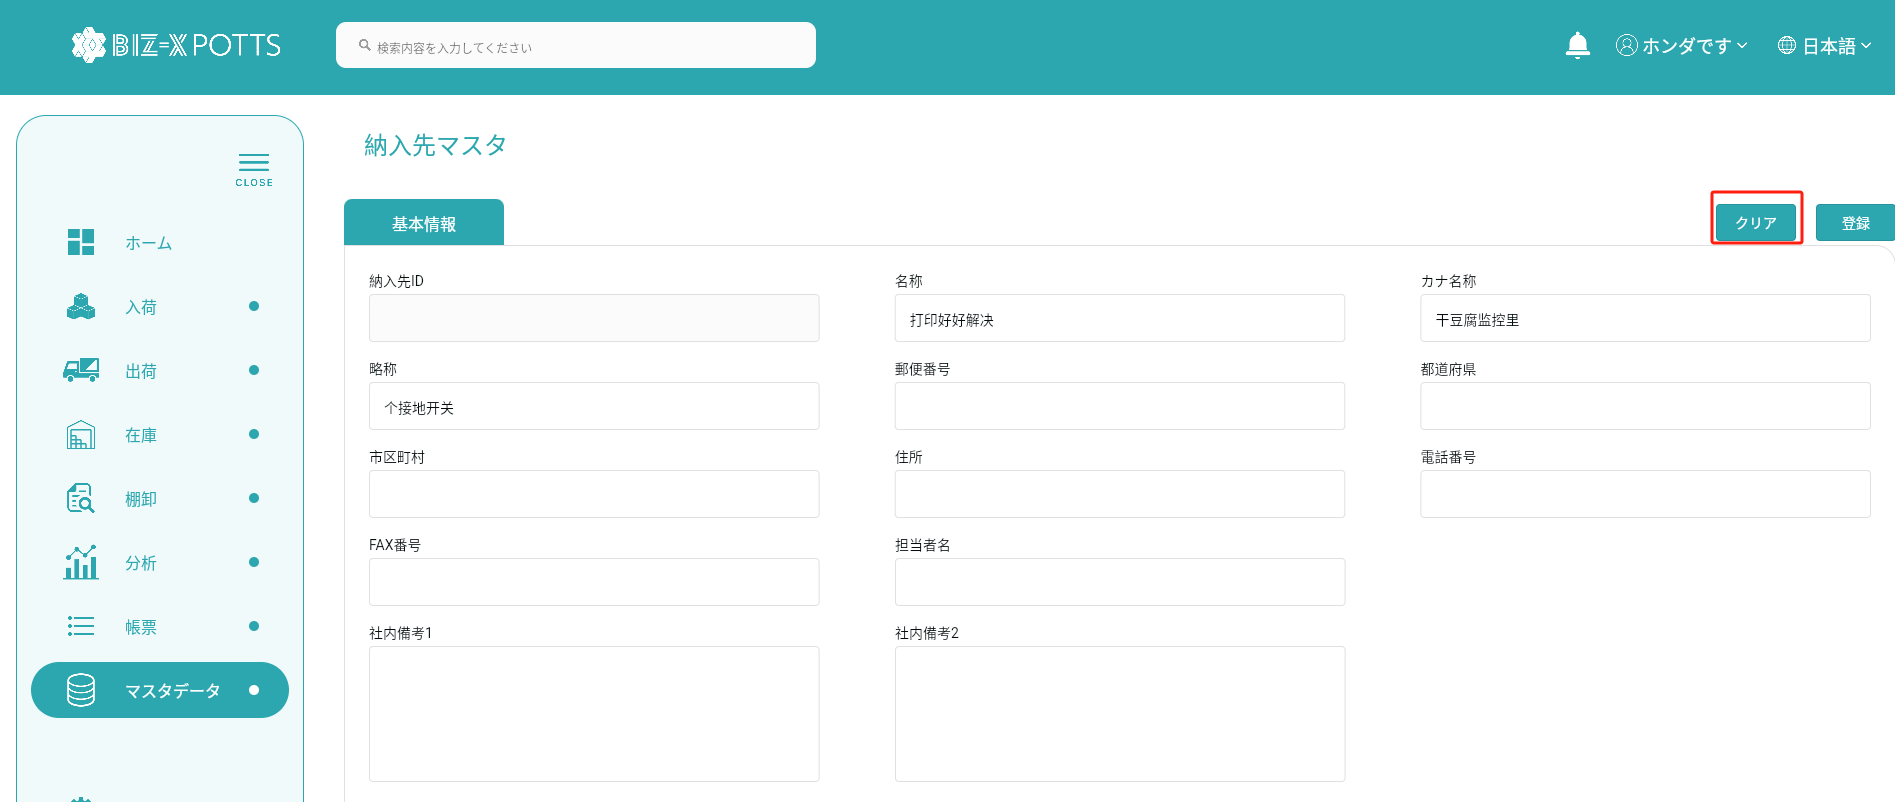 BIZ=X POTTS
検索内容を入力してください
ホンダです
日本語
CLOSE
ホーム
入荷
出荷
在庫
棚卸
分析
帳票
マスタデータ
納入先マスタ
基本情報
クリア
登録
納入先ID
名称
打印好好解决
カナ名称
干豆腐监控里
略称
个接地开关
郵便番号
都道府県
市区町村
住所
電話番号
FAX番号
担当者名
社内備考1
社内備考2